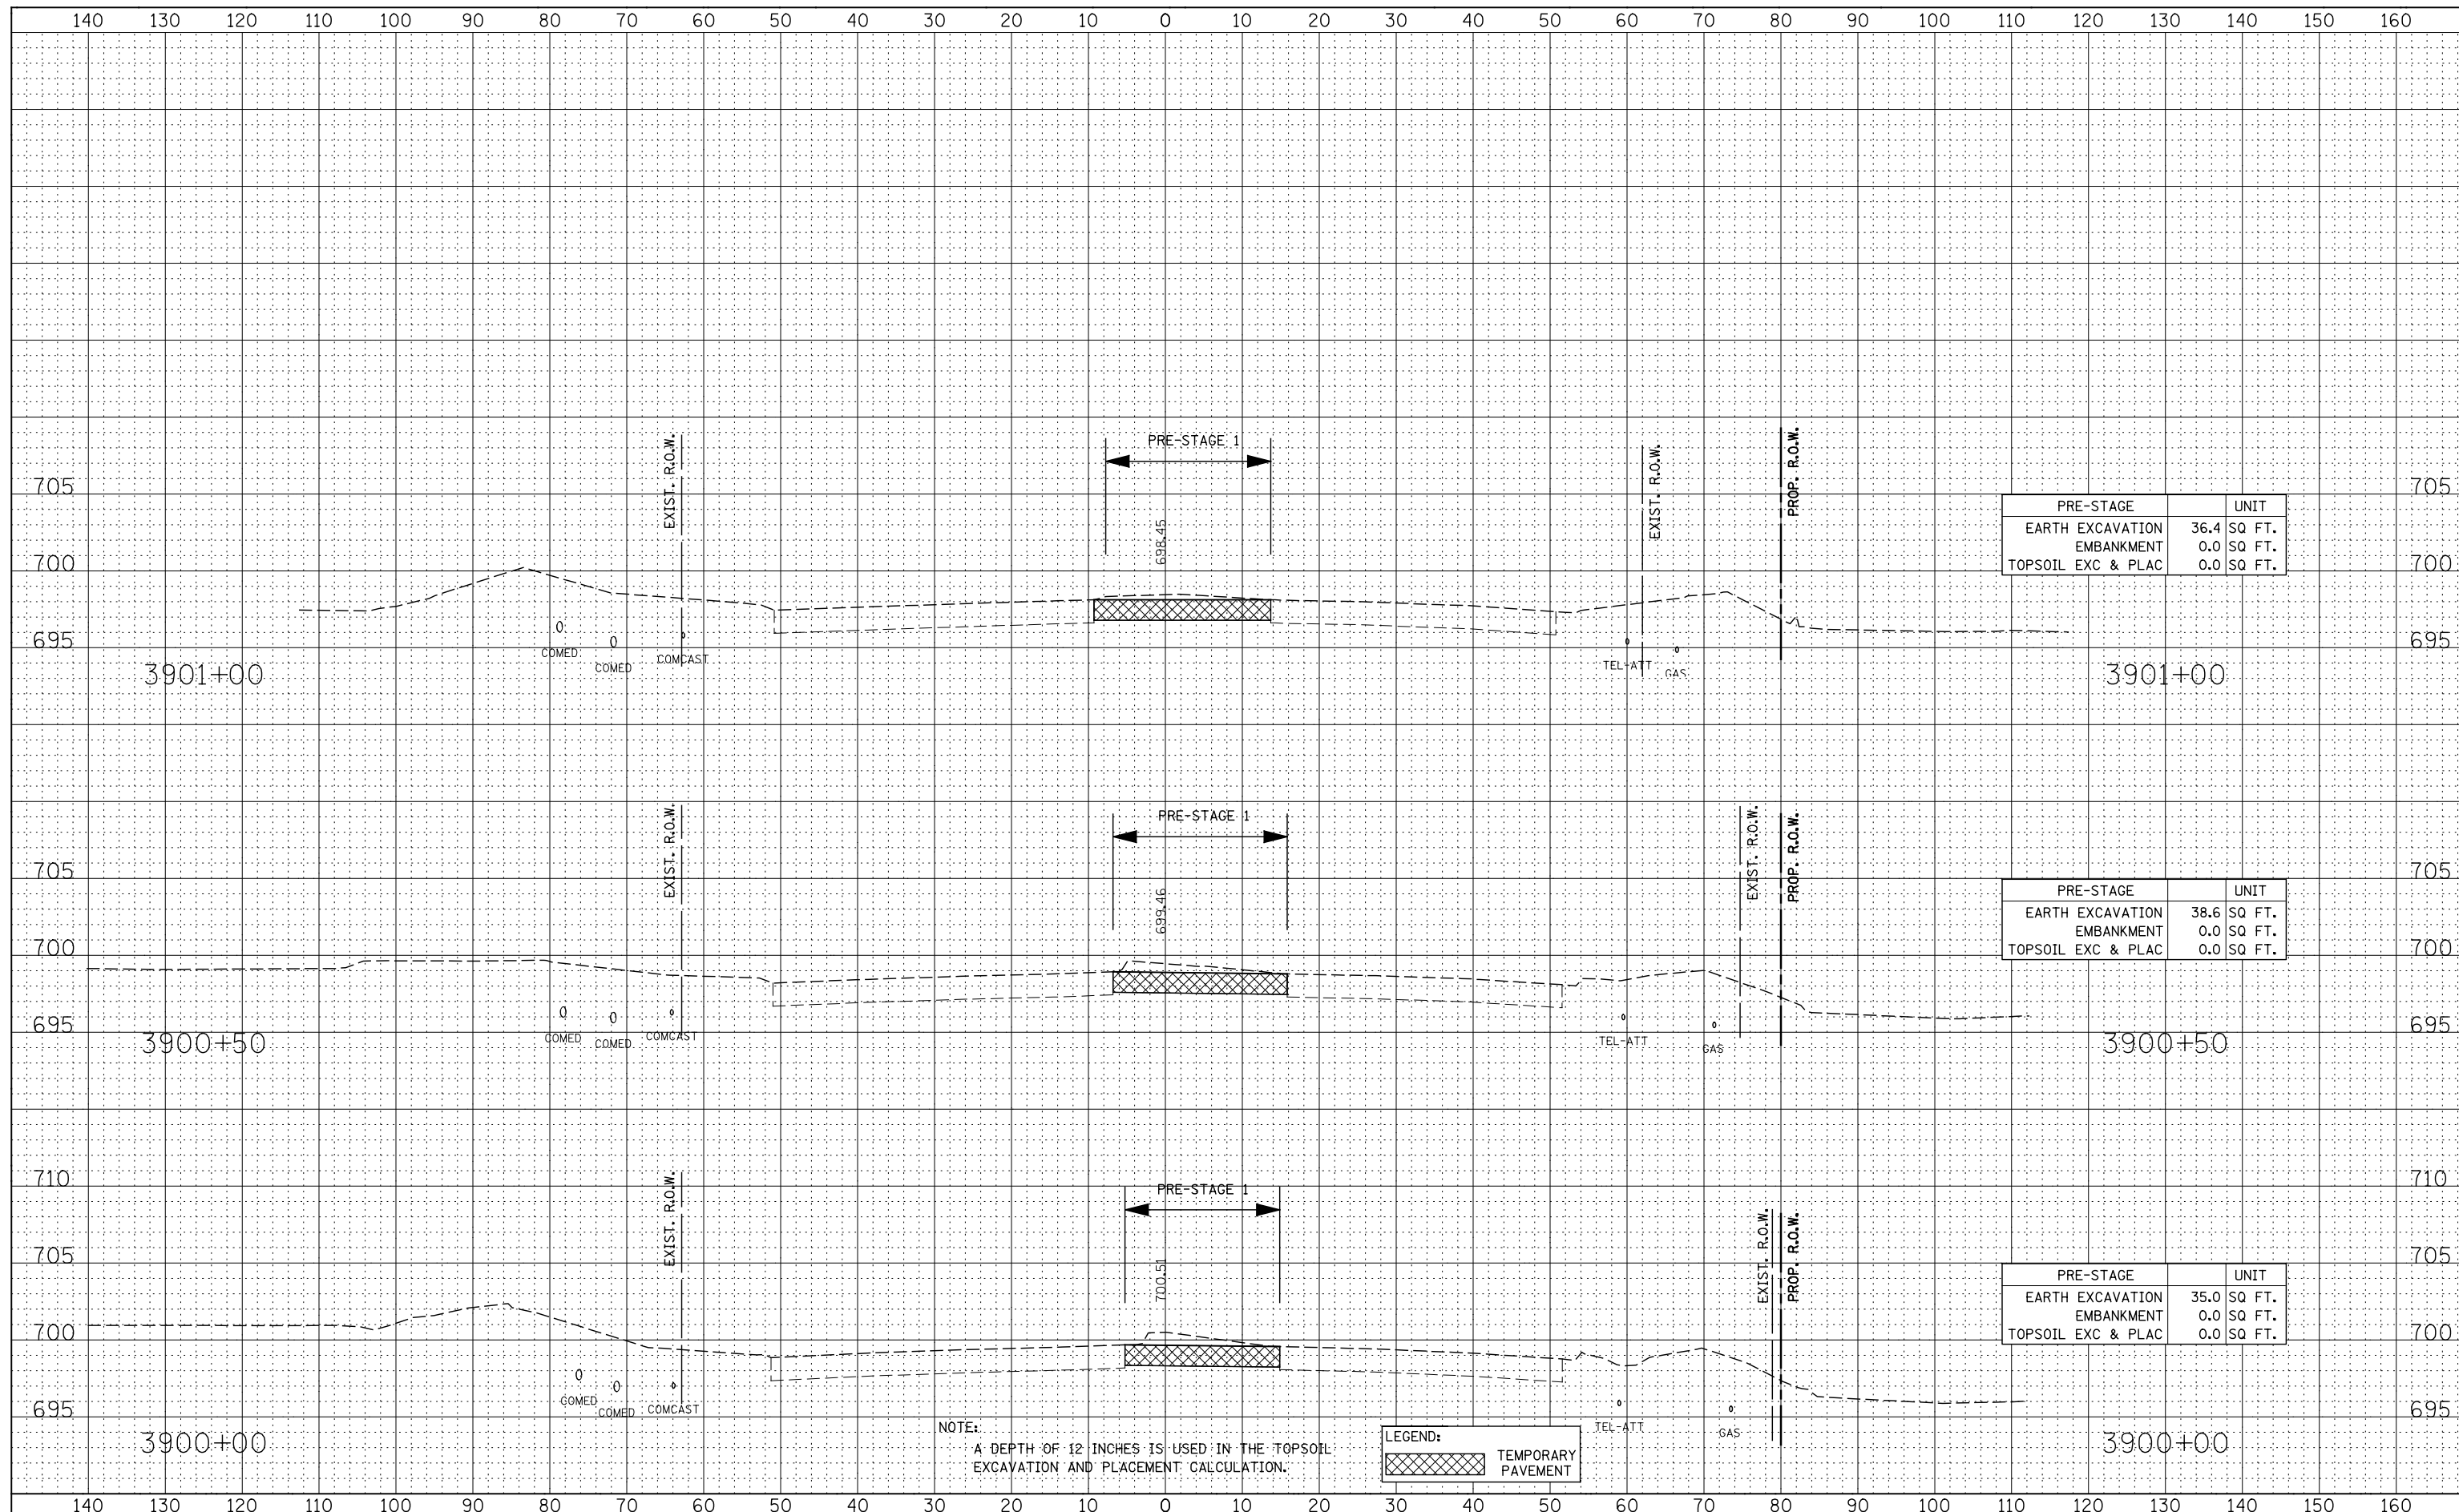 140 130 120 110 100 90 80 70 60 50 40 30 20 10 0 10 20 30 40 50 60 70 80 90 100 110 120 130 140 150 160
PRE-STAGE 1
EXIST. R.O.W.
EXIST. R.O.W.
PROP. R.O.W.
698.45
705 705
700 700
695 695
PRE-STAGE UNIT
EARTH EXCAVATION 36.4 SQ FT.
EMBANKMENT 0.0 SQ FT.
TOPSOIL EXC & PLAC 0.0 SQ FT.
COMED
COMED
COMCAST
TEL-ATT
GAS
3901+00 3901+00
PRE-STAGE 1
EXIST. R.O.W.
EXIST. R.O.W.
PROP. R.O.W.
699.46
705 705
700 700
695 695
PRE-STAGE UNIT
EARTH EXCAVATION 38.6 SQ FT.
EMBANKMENT 0.0 SQ FT.
TOPSOIL EXC & PLAC 0.0 SQ FT.
COMED
COMED
COMCAST
TEL-ATT
GAS
3900+50 3900+50
710 710
PRE-STAGE 1
EXIST. R.O.W.
EXIST. R.O.W.
PROP. R.O.W.
700.51
705 705
700 700
695 695
PRE-STAGE UNIT
EARTH EXCAVATION 35.0 SQ FT.
EMBANKMENT 0.0 SQ FT.
TOPSOIL EXC & PLAC 0.0 SQ FT.
COMED
COMED
COMCAST
TEL-ATT
GAS
3900+00 3900+00
NOTE:
A DEPTH OF 12 INCHES IS USED IN THE TOPSOIL
EXCAVATION AND PLACEMENT CALCULATION.
LEGEND:
TEMPORARY
PAVEMENT
140 130 120 110 100 90 80 70 60 50 40 30 20 10 0 10 20 30 40 50 60 70 80 90 100 110 120 130 140 150 160